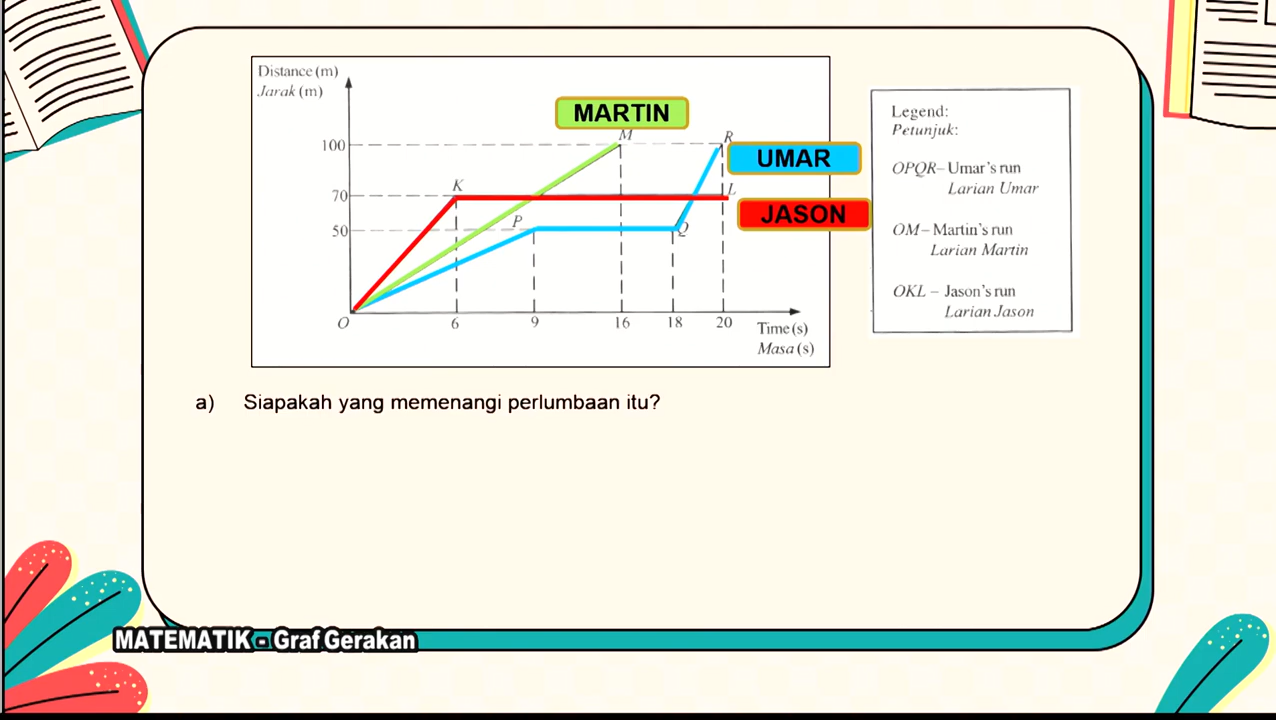 Distance (m)
Jarak (m)
MARTIN
M
R
100
UMAR
K
70
L
JASON
P
50
Q
O
6
9
16
18
20
Time (s)
Masa (s)
Legend:
Petunjuk:
OPQR– Umar's run
Larian Umar
OM– Martin's run
Larian Martin
OKL – Jason's run
Larian Jason
a) Siapakah yang memenangi perlumbaan itu?
MATEMATIK - Graf Gerakan